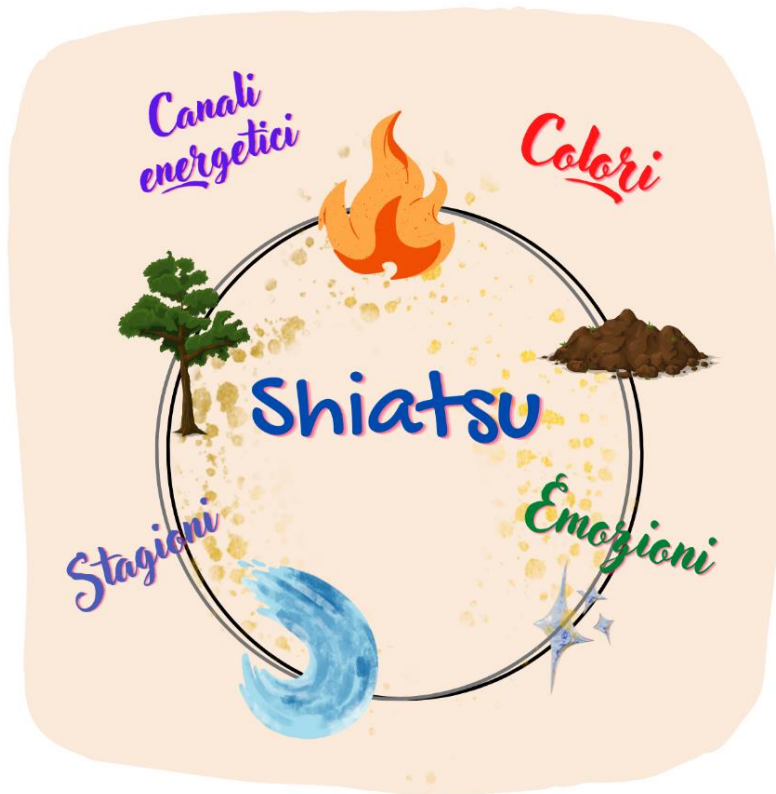 Canali
energetici
Colori
Shiatsu
Emozioni
Stagioni